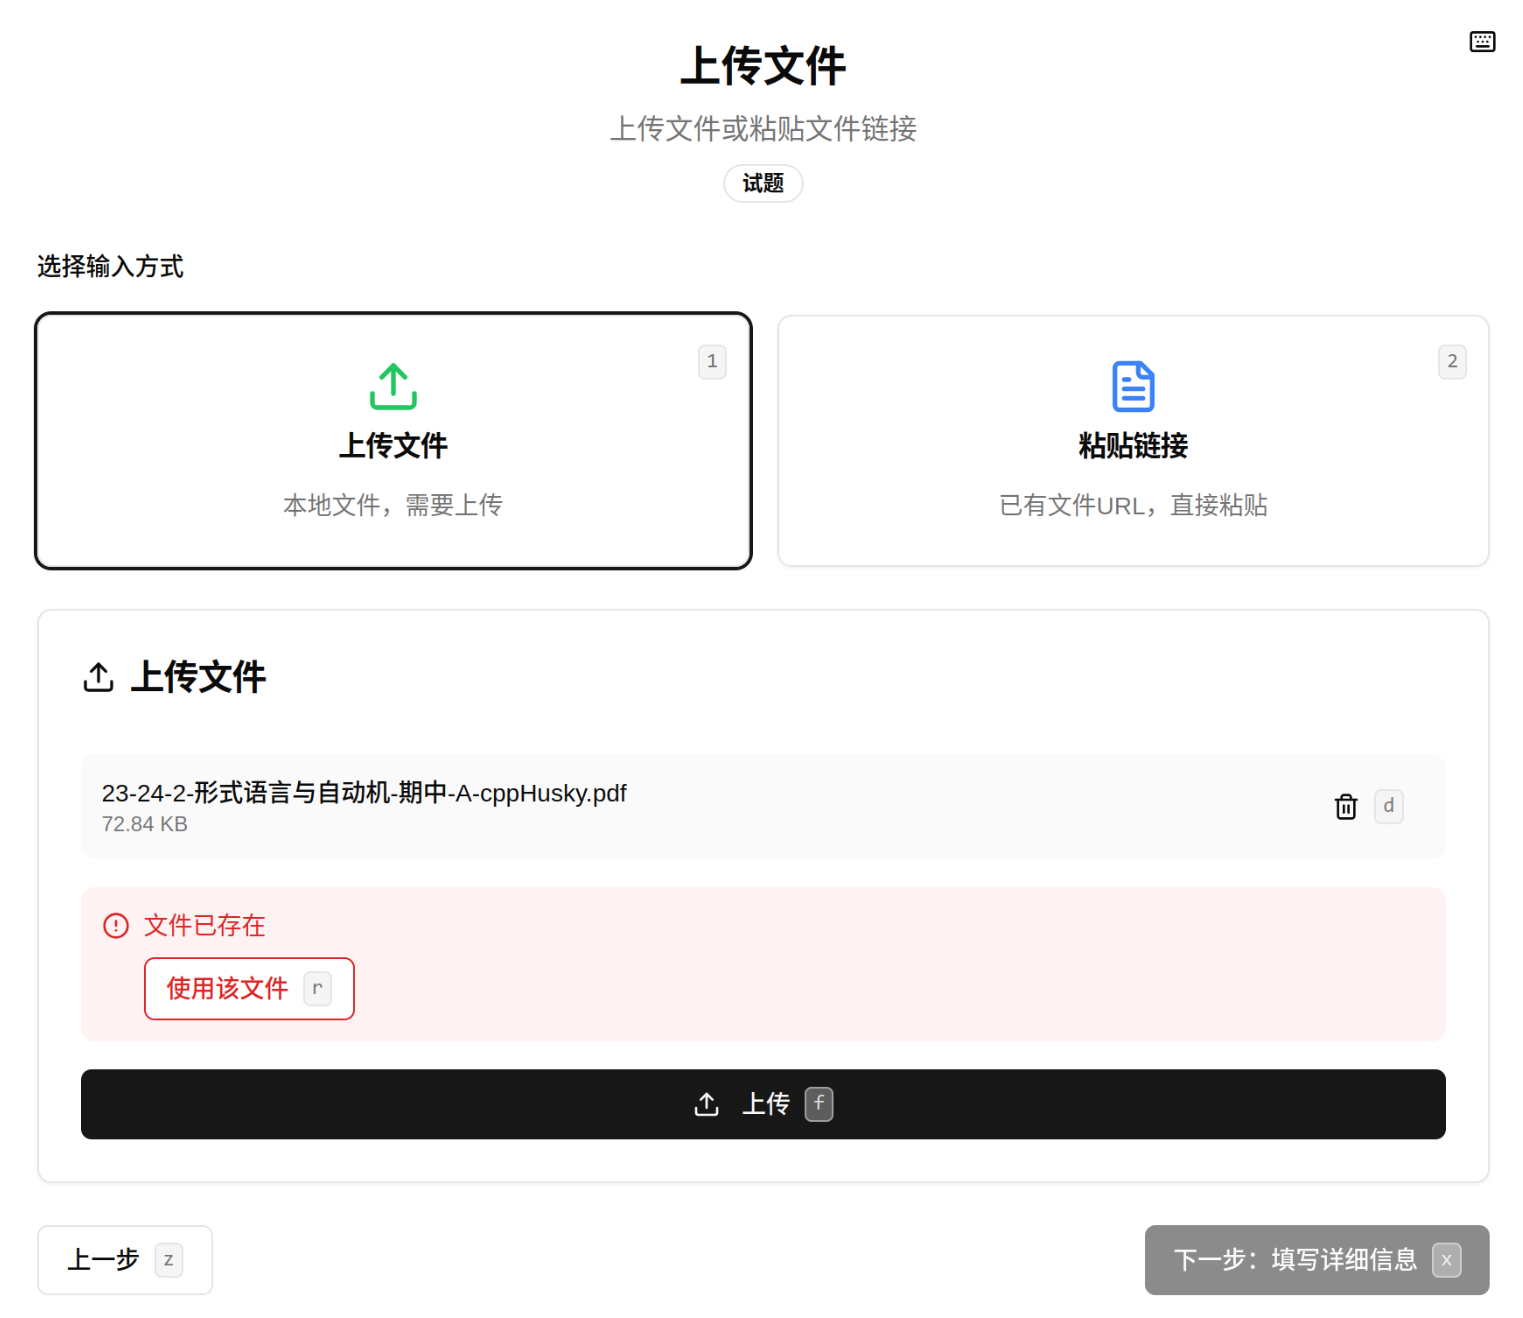 上传文件
上传文件或粘贴文件链接
试题
选择输入方式
1
上传文件
本地文件，需要上传
2
粘贴链接
已有文件URL，直接粘贴
上传文件
23-24-2-形式语言与自动机-期中-A-cppHusky.pdf
72.84 KB
d
文件已存在
使用该文件 r
上传 f
上一步 z
下一步：填写详细信息 x